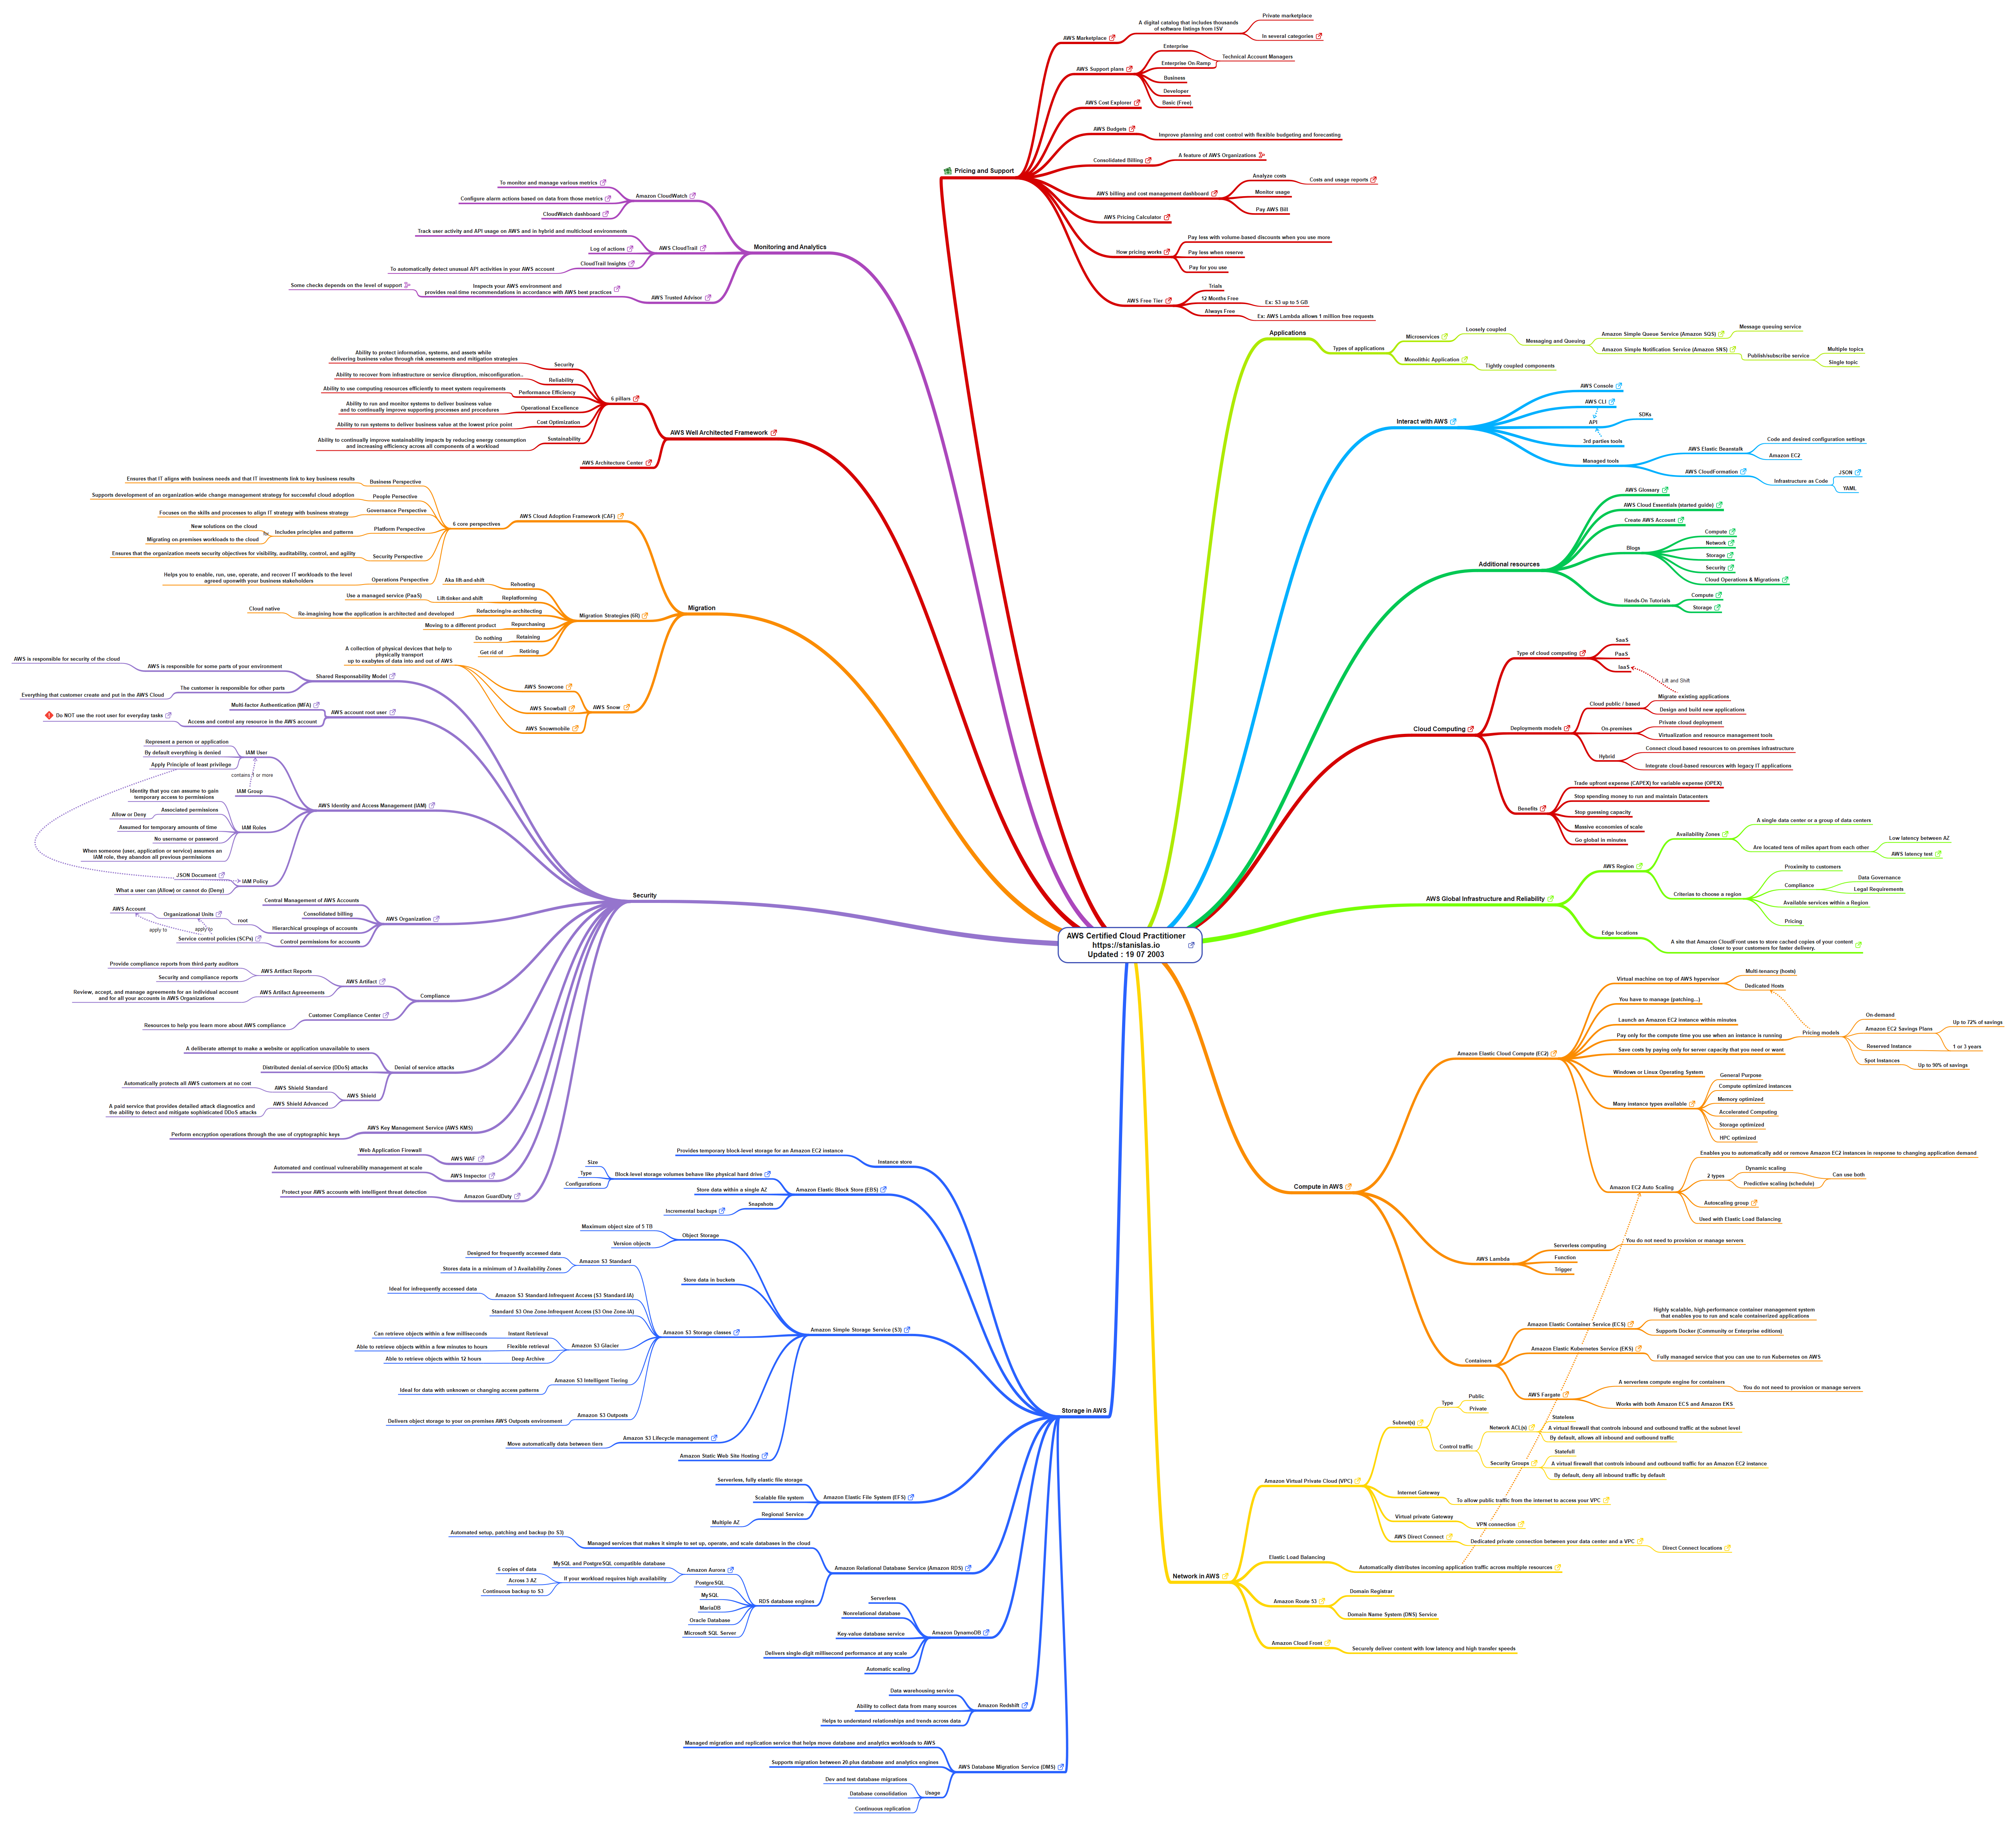 AWS Certified Cloud Practitioner
https://stanislas.io
Updated : 19 07 2003
Pricing and Support
AWS Marketplace
A digital catalog that includes thousands
of software listings from ISV
Private marketplace
In several categories
AWS Support plans
Enterprise
Enterprise On-Ramp
Technical Account Managers
Business
Developer
Basic (Free)
AWS Cost Explorer
AWS Budgets
Improve planning and cost control with flexible budgeting and forecasting
Consolidated Billing
A feature of AWS Organizations
AWS billing and cost management dashboard
Analyze costs
Costs and usage reports
Monitor usage
Pay AWS Bill
AWS Pricing Calculator
How pricing works
Pay less with volume-based discounts when you use more
Pay less when reserve
Pay for you use
AWS Free Tier
Trials
12 Months Free
Ex: S3 up to 5 GB
Always Free
Ex: AWS Lambda allows 1 million free requests
Applications
Types of applications
Microservices
Loosely coupled
Messaging and Queuing
Amazon Simple Queue Service (Amazon SQS)
Message queuing service
Amazon Simple Notification Service (Amazon SNS)
Publish/subscribe service
Multiple topics
Single topic
Monolithic Application
Tightly coupled components
Interact with AWS
AWS Console
AWS CLI
API
SDKs
3rd parties tools
Managed tools
AWS Elastic Beanstalk
Code and desired configuration settings
Amazon EC2
AWS CloudFormation
Infrastructure as Code
JSON
YAML
Additional resources
AWS Glossary
AWS Cloud Essentials (started guide)
Create AWS Account
Blogs
Compute
Network
Storage
Security
Cloud Operations & Migrations
Hands-On Tutorials
Compute
Storage
Cloud Computing
Type of cloud computing
SaaS
PaaS
IaaS
Lift and Shift
Deployments models
Cloud public / based
Migrate existing applications
Design and build new applications
On-premises
Private cloud deployment
Virtualization and resource management tools
Hybrid
Connect cloud-based resources to on-premises infrastructure
Integrate cloud-based resources with legacy IT applications
Benefits
Trade upfront expense (CAPEX) for variable expense (OPEX)
Stop spending money to run and maintain Datacenters
Stop guessing capacity
Massive economies of scale
Go global in minutes
AWS Global Infrastructure and Reliability
AWS Region
Availability Zones
A single data center or a group of data centers
Are located tens of miles apart from each other
Low latency between AZ
AWS latency test
Criterias to choose a region
Proximity to customers
Compliance
Data Governance
Legal Requirements
Available services within a Region
Pricing
Edge locations
A site that Amazon CloudFront uses to store cached copies of your content
closer to your customers for faster delivery.
Compute in AWS
Amazon Elastic Cloud Compute (EC2)
Virtual machine on top of AWS hypervisor
Multi-tenancy (hosts)
Dedicated Hosts
You have to manage (patching...)
Launch an Amazon EC2 instance within minutes
Pay only for the compute time you use when an instance is running
Pricing models
On-demand
Amazon EC2 Savings Plans
Up to 72% of savings
Reserved Instance
1 or 3 years
Spot Instances
Up to 90% of savings
Save costs by paying only for server capacity that you need or want
Windows or Linux Operating System
Many instance types available
General Purpose
Compute optimized instances
Memory optimized
Accelerated Computing
Storage optimized
HPC optimized
Amazon EC2 Auto Scaling
Enables you to automatically add or remove Amazon EC2 instances in response to changing application demand
2 types
Dynamic scaling
Predictive scaling (schedule)
Can use both
Autoscaling group
Used with Elastic Load Balancing
AWS Lambda
Serverless computing
You do not need to provision or manage servers
Function
Trigger
Containers
Amazon Elastic Container Service (ECS)
Highly scalable, high-performance container management system
that enables you to run and scale containerized applications
Supports Docker (Community or Enterprise editions)
Amazon Elastic Kubernetes Service (EKS)
Fully managed service that you can use to run Kubernetes on AWS
AWS Fargate
A serverless compute engine for containers
You do not need to provision or manage servers
Works with both Amazon ECS and Amazon EKS
Network in AWS
Amazon Virtual Private Cloud (VPC)
Subnet(s)
Type
Public
Private
Control traffic
Network ACL(s)
Stateless
A virtual firewall that controls inbound and outbound traffic at the subnet level
By default, allows all inbound and outbound traffic
Security Groups
Statefull
A virtual firewall that controls inbound and outbound traffic for an Amazon EC2 instance
By default, deny all inbound traffic by default
Internet Gateway
To allow public traffic from the internet to access your VPC
Virtual private Gateway
VPN connection
AWS Direct Connect
Dedicated private connection between your data center and a VPC
Direct Connect locations
Elastic Load Balancing
Automatically distributes incoming application traffic across multiple resources
Amazon Route 53
Domain Registrar
Domain Name System (DNS) Service
Amazon Cloud Front
Securely deliver content with low latency and high transfer speeds
Monitoring and Analytics
Amazon CloudWatch
To monitor and manage various metrics
Configure alarm actions based on data from those metrics
CloudWatch dashboard
AWS CloudTrail
Track user activity and API usage on AWS and in hybrid and multicloud environments
Log of actions
CloudTrail Insights
To automatically detect unusual API activities in your AWS account
AWS Trusted Advisor
Inspects your AWS environment and
provides real time recommendations in accordance with AWS best practices
Some checks depends on the level of support
AWS Well Architected Framework
6 pillars
Security
Ability to protect information, systems, and assets while
delivering business value through risk assessments and mitigation strategies
Reliability
Ability to recover from infrastructure or service disruption, misconfiguration..
Performance Efficiency
Ability to use computing resources efficiently to meet system requirements
Operational Excellence
Ability to run and monitor systems to deliver business value
and to continually improve supporting processes and procedures
Cost Optimization
Ability to run systems to deliver business value at the lowest price point
Sustainability
Ability to continually improve sustainability impacts by reducing energy consumption
and increasing efficiency across all components of a workload
AWS Architecture Center
Migration
AWS Cloud Adoption Framework (CAF)
6 core perspectives
Business Perspective
Ensures that IT aligns with business needs and that IT investments link to key business results
People Persective
Supports development of an organization-wide change management strategy for successful cloud adoption
Governance Perspective
Focuses on the skills and processes to align IT strategy with business strategy
Platform Perspective
Includes principles and patterns
for
New solutions on the cloud
Migrating on-premises workloads to the cloud
Security Perspective
Ensures that the organization meets security objectives for visibility, auditability, control, and agility
Operations Perspective
Helps you to enable, run, use, operate, and recover IT workloads to the level
agreed uponwith your business stakeholders
Migration Strategies (6R)
Rehosting
Aka lift-and-shift
Replatforming
Lift-tinker-and-shift
Use a managed service (PaaS)
Refactoring/re-architecting
Re-imagining how the application is architected and developed
Cloud native
Repurchasing
Moving to a different product
Retaining
Do nothing
Retiring
Get rid of
AWS Snow
A collection of physical devices that help to
physically transport
up to exabytes of data into and out of AWS
AWS Snowcone
AWS Snowball
AWS Snowmobile
Security
Shared Responsability Model
AWS is responsible for some parts of your environment
AWS is responsible for security of the cloud
The customer is responsible for other parts
Everything that customer create and put in the AWS Cloud
AWS account root user
Multi-factor Authentication (MFA)
Access and control any resource in the AWS account
Do NOT use the root user for everyday tasks
AWS Identity and Access Management (IAM)
IAM User
Represent a person or application
By default everything is denied
Apply Principle of least privilege
contains 1 or more
IAM Group
IAM Roles
Identity that you can assume to gain
temporary access to permissions
Associated permissions
Allow or Deny
Assumed for temporary amounts of time
No username or password
When someone (user, application or service) assumes an
IAM role, they abandon all previous permissions
IAM Policy
JSON Document
What a user can (Allow) or cannot do (Deny)
AWS Organization
Central Management of AWS Accounts
Consolidated billing
Hierarchical groupings of accounts
root
Organizational Units
AWS Account
Control permissions for accounts
Service control policies (SCPs)
apply to
apply to
Compliance
AWS Artifact
AWS Artifact Reports
Provide compliance reports from third-party auditors
Security and compliance reports
AWS Artifact Agreements
Review, accept, and manage agreements for an individual account
and for all your accounts in AWS Organizations
Customer Compliance Center
Resources to help you learn more about AWS compliance
Denial of service attacks
A deliberate attempt to make a website or application unavailable to users
Distributed denial-of-service (DDoS) attacks
AWS Shield
AWS Shield Standard
Automatically protects all AWS customers at no cost
AWS Shield Advanced
A paid service that provides detailed attack diagnostics and
the ability to detect and mitigate sophisticated DDoS attacks
AWS Key Management Service (AWS KMS)
Perform encryption operations through the use of cryptographic keys
AWS WAF
Web Application Firewall
AWS Inspector
Automated and continual vulnerability management at scale
Amazon GuardDuty
Protect your AWS accounts with intelligent threat detection
Storage in AWS
Instance store
Provides temporary block-level storage for an Amazon EC2 instance
Amazon Elastic Block Store (EBS)
Block-level storage volumes behave like physical hard drive
Size
Type
Configurations
Store data within a single AZ
Snapshots
Incremental backups
Amazon Simple Storage Service (S3)
Object Storage
Maximum object size of 5 TB
Version objects
Store data in buckets
Amazon S3 Storage classes
Amazon S3 Standard
Designed for frequently accessed data
Stores data in a minimum of 3 Availability Zones
Amazon S3 Standard-Infrequent Access (S3 Standard-IA)
Ideal for infrequently accessed data
Standard S3 One Zone-Infrequent Access (S3 One Zone-IA)
Amazon S3 Glacier
Instant Retrieval
Can retrieve objects within a few milliseconds
Flexible retrieval
Able to retrieve objects within a few minutes to hours
Deep Archive
Able to retrieve objects within 12 hours
Amazon S3 Intelligent Tiering
Ideal for data with unknown or changing access patterns
Amazon S3 Outposts
Delivers object storage to your on-premises AWS Outposts environment
Amazon S3 Lifecycle management
Move automatically data between tiers
Amazon Static Web Site Hosting
Amazon Elastic File System (EFS)
Serverless, fully elastic file storage
Scalable file system
Regional Service
Multiple AZ
Amazon Relational Database Service (Amazon RDS)
Managed services that makes it simple to set up, operate, and scale databases in the cloud
Automated setup, patching and backup (to S3)
RDS database engines
Amazon Aurora
MySQL and PostgreSQL compatible database
If your workload requires high availability
6 copies of data
Across 3 AZ
Continuous backup to S3
PostgreSQL
MySQL
MariaDB
Oracle Database
Microsoft SQL Server
Amazon DynamoDB
Serverless
Nonrelational database
Key-value database service
Delivers single-digit millisecond performance at any scale
Automatic scaling
Amazon Redshift
Data warehousing service
Ability to collect data from many sources
Helps to understand relationships and trends across data
AWS Database Migration Service (DMS)
Managed migration and replication service that helps move database and analytics workloads to AWS
Supports migration between 20-plus database and analytics engines
Usage
Dev and test database migrations
Database consolidation
Continuous replication